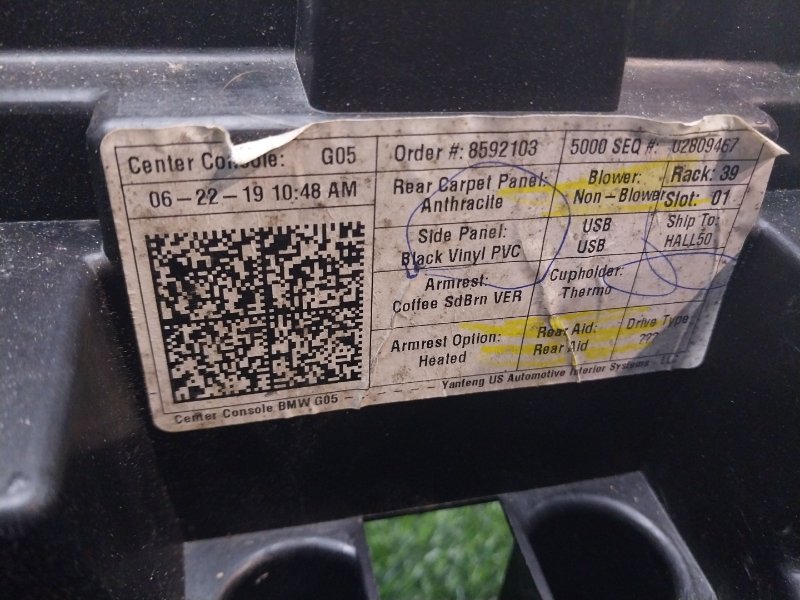 Center Console: G05
Order #: 8592103
5000 SEQ #: 02809467
06-22-19 10:48 AM
Rear Carpet Panel:
Anthracite
Blower:
Non-Blower
Rack: 39
Slot: 01
Side Panel:
Black Vinyl PVC
USB
USB
Ship To:
HALL50
Armrest:
Coffee SdBrn VER
Cupholder:
Thermo
Armrest Option:
Heated
Rear Aid:
Rear Aid
Drive Type:
???
Center Console BMW G05 - - - - - - - - Yanfeng US Automotive Interior Systems -